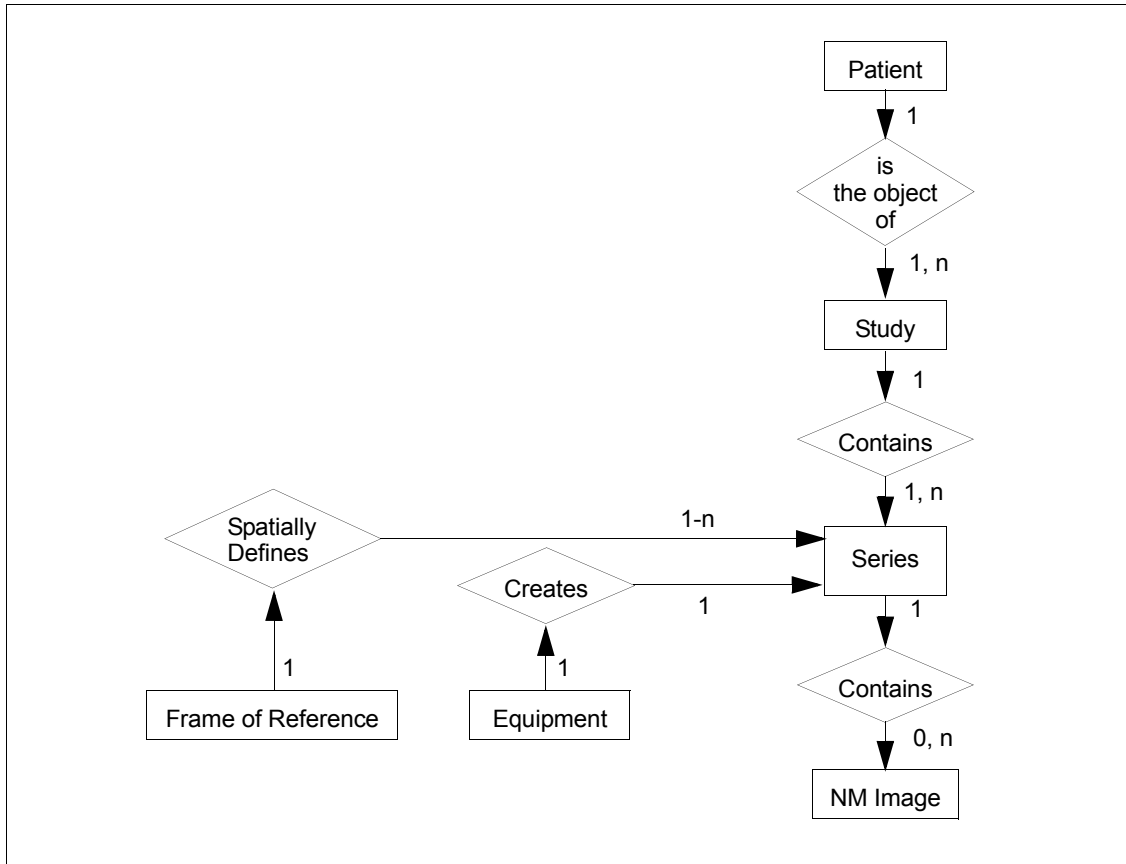 Patient
1
is
the object
of
1, n
Study
1
Contains
1, n
Spatially
Defines
1-n
Series
Creates
1
1
1
1
Contains
Frame of Reference
Equipment
0, n
NM Image